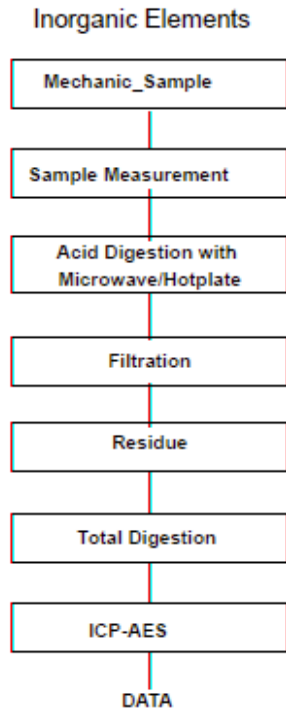 Inorganic Elements
Mechanic_Sample
Sample Measurement
Acid Digestion with
Microwave/Hotplate
Filtration
Residue
Total Digestion
ICP-AES
DATA